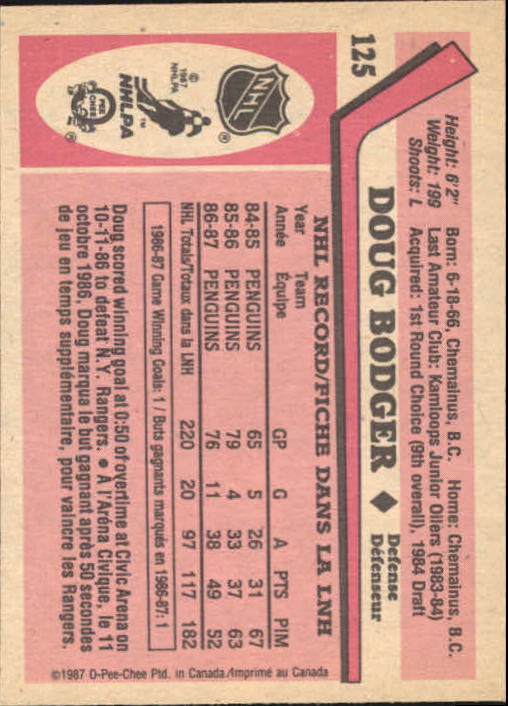 125
Height: 6'2" Born: 6-18-66, Chemainus, B.C. Home: Chemainus, B.C.
Weight: 199 Last Amateur Club: Kamloops Junior Oilers (1983-84)
Shoots: L Acquired: 1st Round Choice (9th overall), 1984 Draft
DOUG BODGER ◆ Defense
Défenseur
NHL RECORD/FICHE DANS LA LNH
Year Team
Année Équipe GP G A PTS PIM
84-85 PENGUINS 65 5 26 31 67
85-86 PENGUINS 79 4 33 37 63
86-87 PENGUINS 76 11 38 49 52
NHL Totals/Totaux dans la LNH 220 20 97 117 182
1986-87 Game Winning Goals: 1 / Buts gagnants marqués en 1986-87: 1
Doug scored winning goal at 0:50 of overtime at Civic Arena on
10-11-86 to defeat N.Y. Rangers. ● A l'Aréna Civique, le 11
octobre 1986, Doug marqua le but gagnant après 50 secondes
de jeu en temps supplémentaire, pour vaincre les Rangers.
©1987 O-Pee-Chee Ptd. in Canada/Imprimé au Canada
NHL
®
© 1987
NHLPA
NHLPA
™
O
PEE
CHEE
®